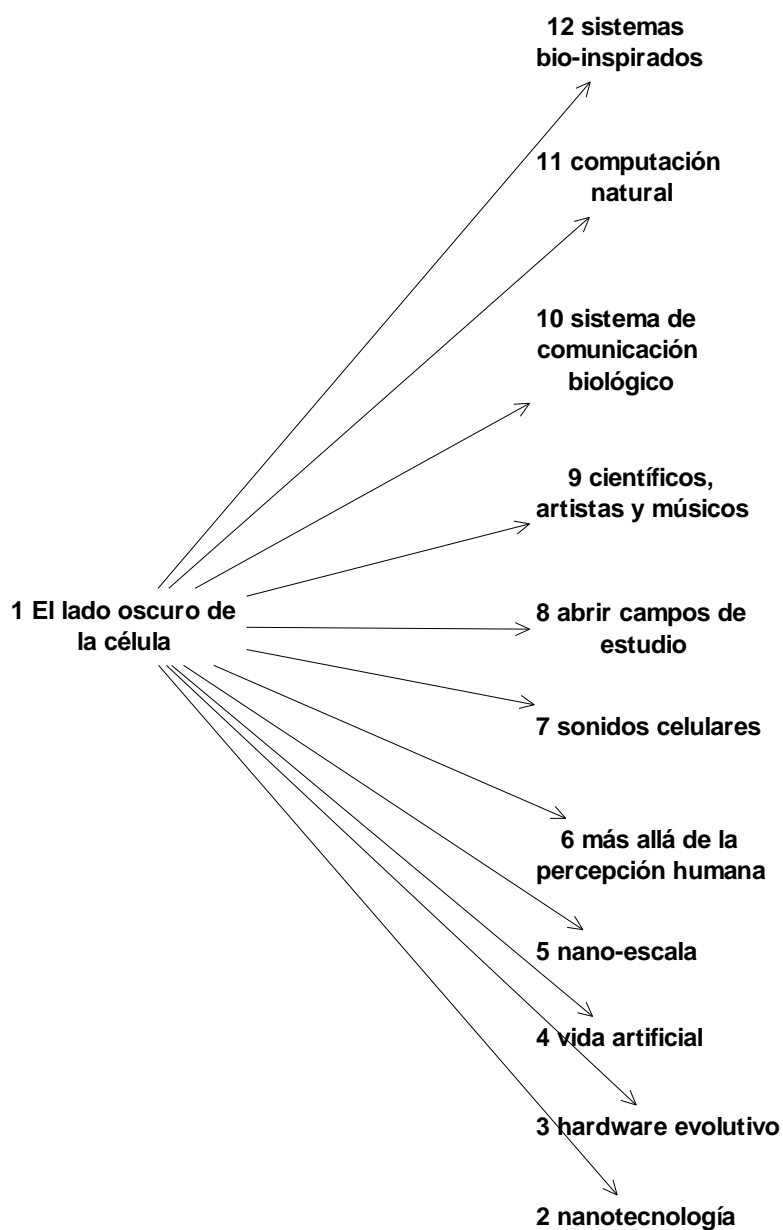 12 sistemas
bio-inspirados
11 computación
natural
10 sistema de
comunicación
biológico
9 científicos,
artistas y músicos
1 El lado oscuro de
la célula
8 abrir campos de
estudio
7 sonidos celulares
6 más allá de la
percepción humana
5 nano-escala
4 vida artificial
3 hardware evolutivo
2 nanotecnología